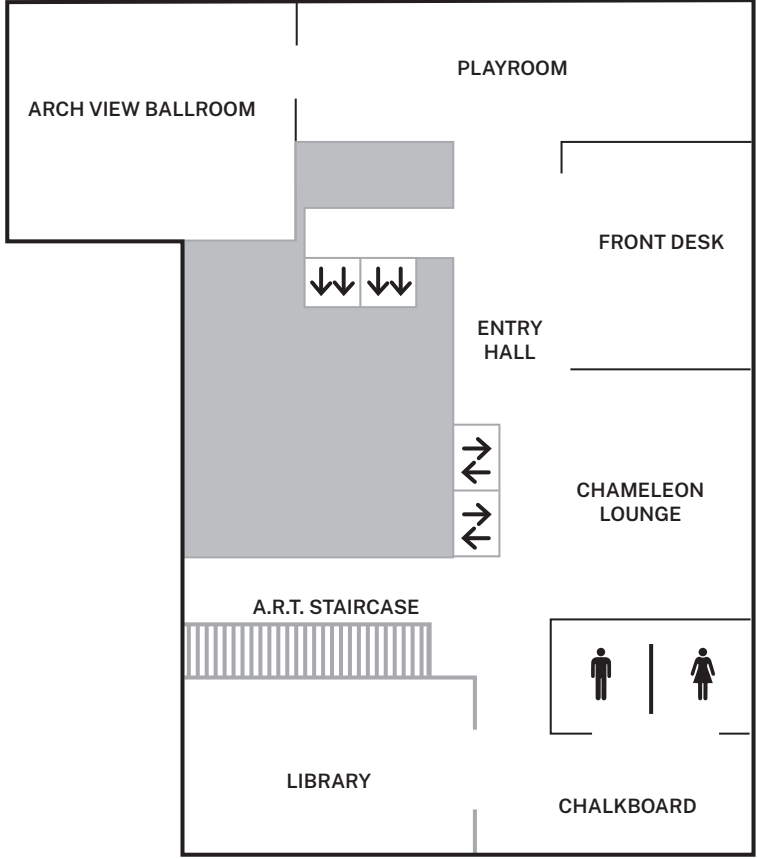 PLAYROOM
ARCH VIEW BALLROOM
FRONT DESK
ENTRY
HALL
CHAMELEON
LOUNGE
A.R.T. STAIRCASE
LIBRARY
CHALKBOARD